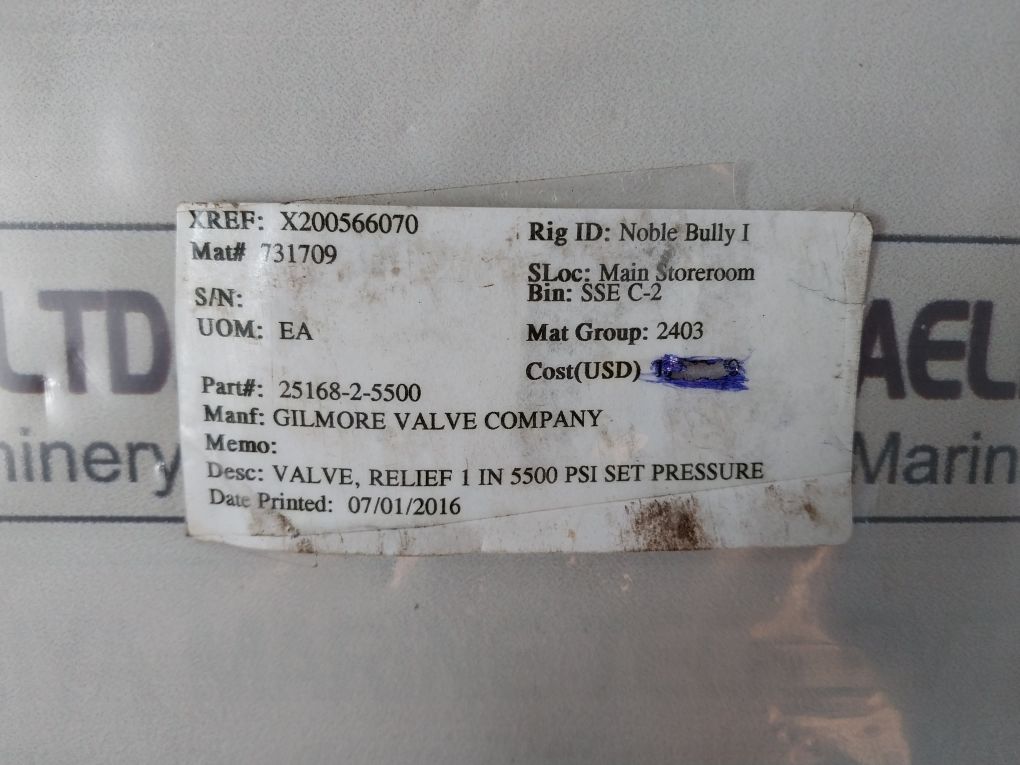 XREF: X200566070
Mat# 731709
S/N:
UOM: EA
Part#: 25168-2-5500
Manf: GILMORE VALVE COMPANY
Memo:
Desc: VALVE, RELIEF 1 IN 5500 PSI SET PRESSURE
Date Printed: 07/01/2016
Rig ID: Noble Bully I
SLoc: Main Storeroom
Bin: SSE C-2
Mat Group: 2403
Cost(USD)
LTD
AEL
hinery
Marin